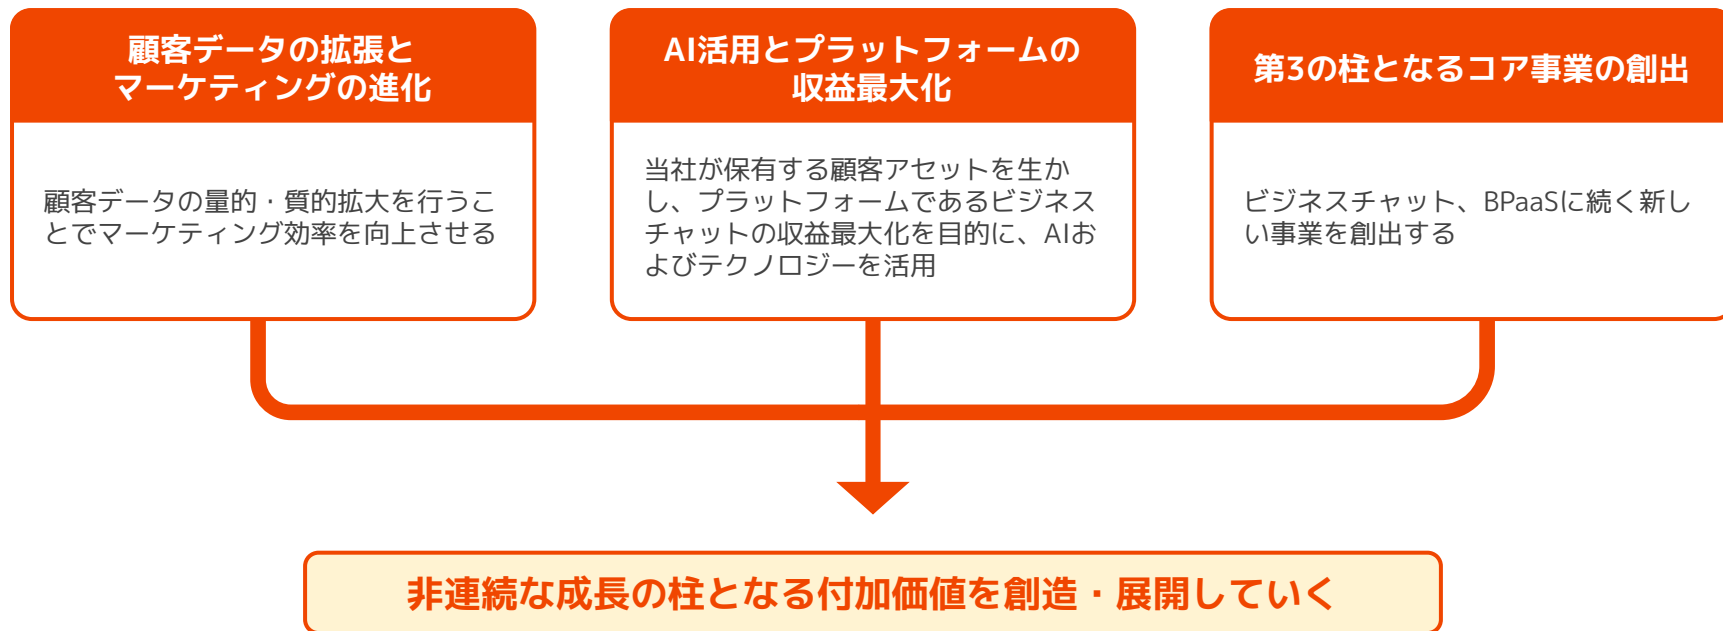 顧客データの拡張と
マーケティングの進化
顧客データの量的・質的拡大を行うこ
とでマーケティング効率を向上させる
AI活用とプラットフォームの
収益最大化
当社が保有する顧客アセットを生か
し、プラットフォームであるビジネス
チャットの収益最大化を目的に、AIお
よびテクノロジーを活用
第3の柱となるコア事業の創出
ビジネスチャット、BPaaSに続く新し
い事業を創出する
非連続な成長の柱となる付加価値を創造・展開していく